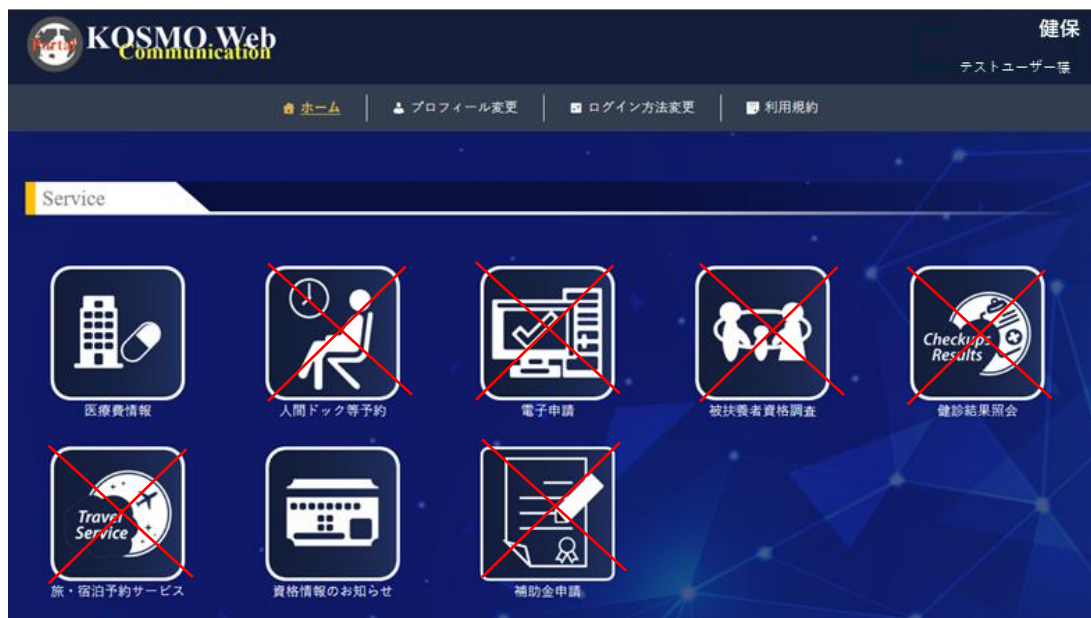 Portal
KOSMO Web
Communication
健保
テストユーザー様
ホーム
プロフィール変更
ログイン方法変更
利用規約
Service
Checkups
Results
医療費情報
人間ドック等予約
電子申請
被扶養者資格調査
健診結果照会
Travel
Service
旅・宿泊予約サービス
資格情報のお知らせ
補助金申請